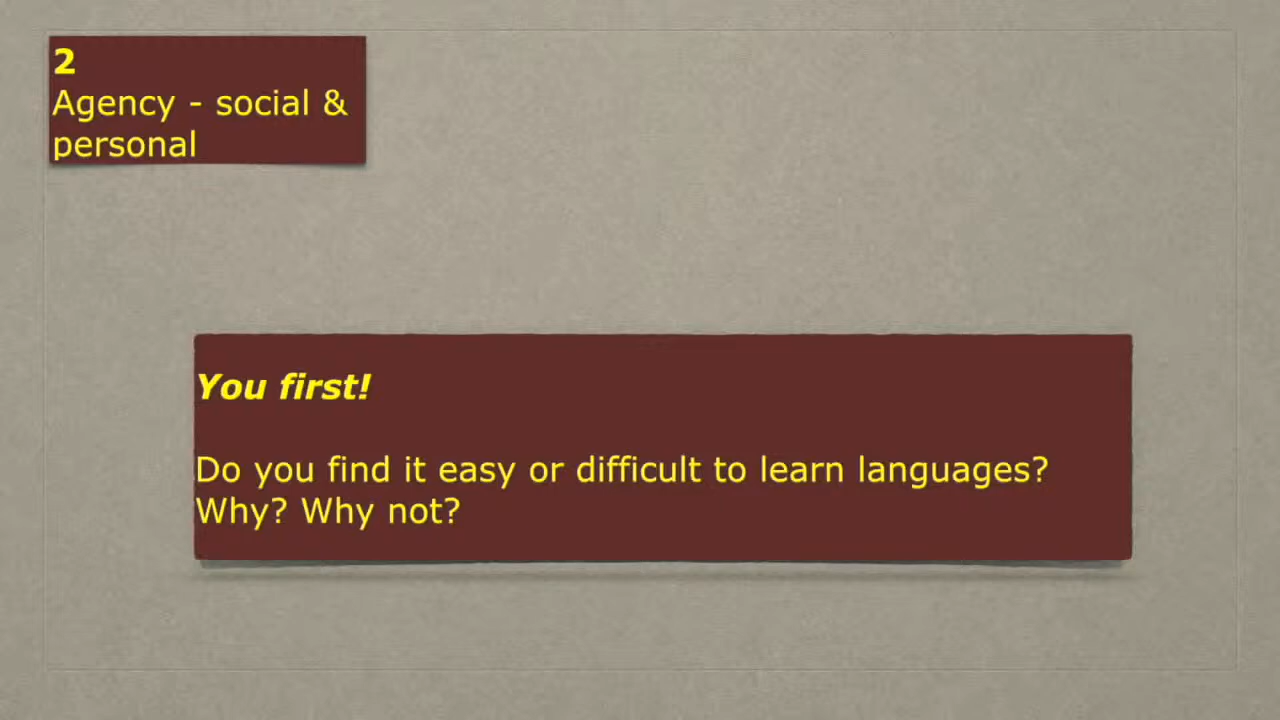 2
Agency - social &
personal
You first!
Do you find it easy or difficult to learn languages?
Why? Why not?